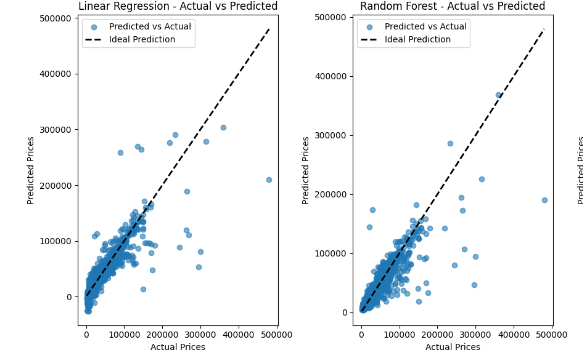 Linear Regression - Actual vs Predicted
Predicted vs Actual
Ideal Prediction
500000
400000
300000
200000
100000
0
Predicted Prices
0 100000 200000 300000 400000 500000
Actual Prices
Random Forest - Actual vs Predicted
Predicted vs Actual
Ideal Prediction
500000
400000
300000
200000
100000
0
Predicted Prices
0 100000 200000 300000 400000 500000
Actual Prices
Predicted Prices